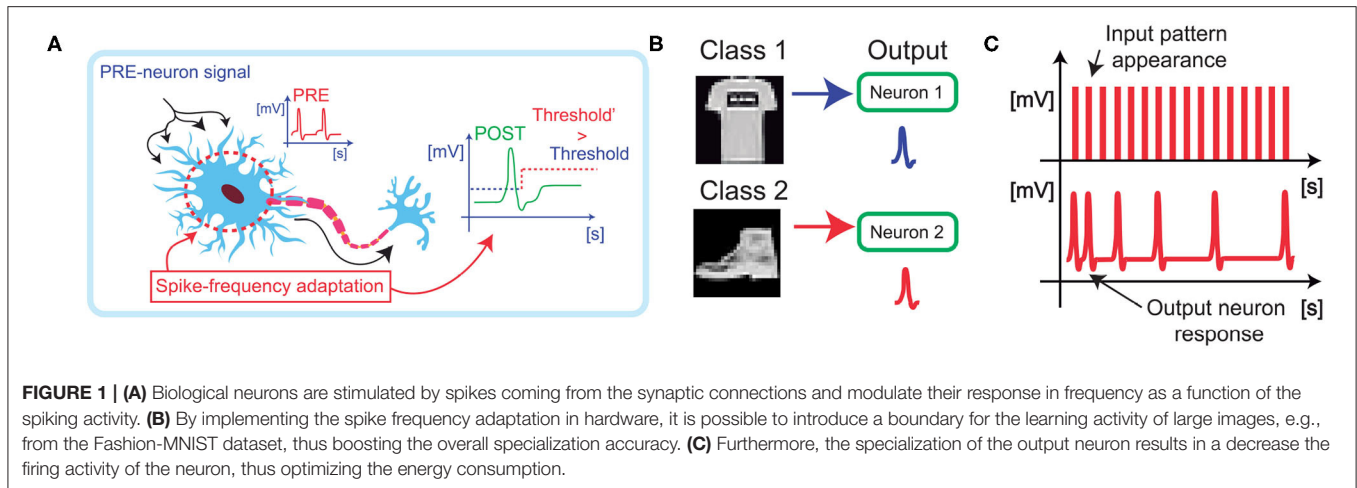 (A)
PRE-neuron signal
PRE
[mV]
[s]
POST
[mV]
Threshold'
>
Threshold
[s]
Spike-frequency adaptation
(B)
Class 1
Output
Neuron 1
Class 2
Neuron 2
(C)
Input pattern
appearance
[mV]
[s]
[mV]
Output neuron
response
[s]
FIGURE 1 | (A) Biological neurons are stimulated by spikes coming from the synaptic connections and modulate their response in frequency as a function of the
spiking activity. (B) By implementing the spike frequency adaptation in hardware, it is possible to introduce a boundary for the learning activity of large images, e.g.,
from the Fashion-MNIST dataset, thus boosting the overall specialization accuracy. (C) Furthermore, the specialization of the output neuron results in a decrease the
firing activity of the neuron, thus optimizing the energy consumption.